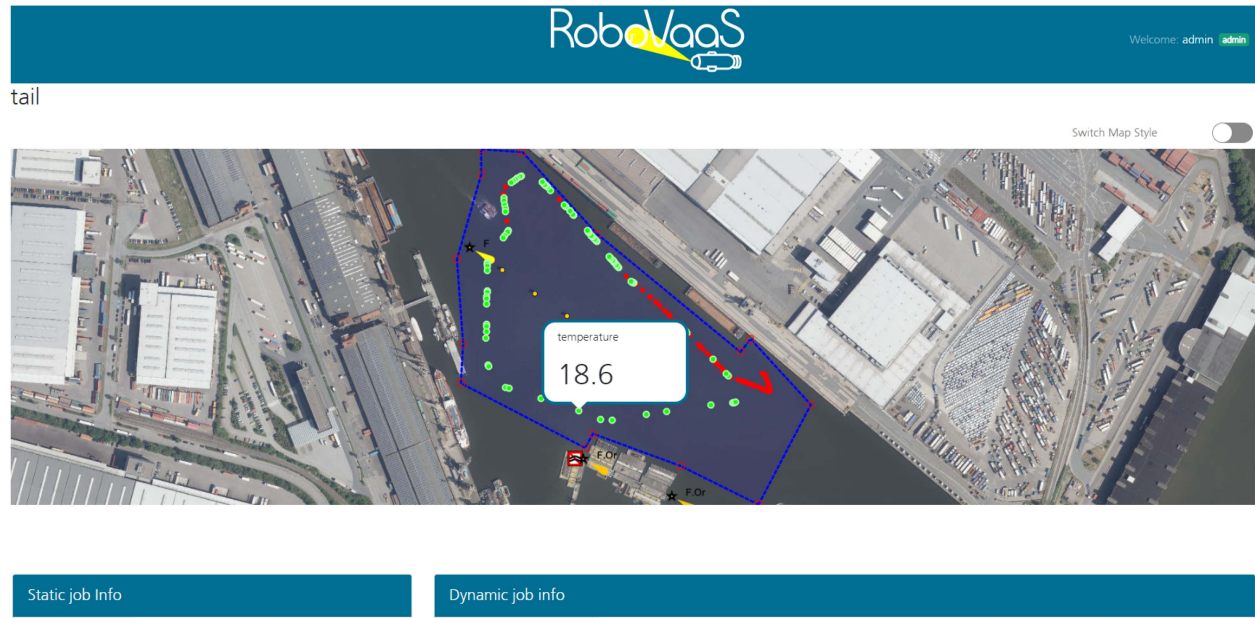 RoboVaaS
Welcome: admin admin
tail
Switch Map Style
F
temperature
18.6
F.Or
F.Or
Static job Info
Dynamic job info